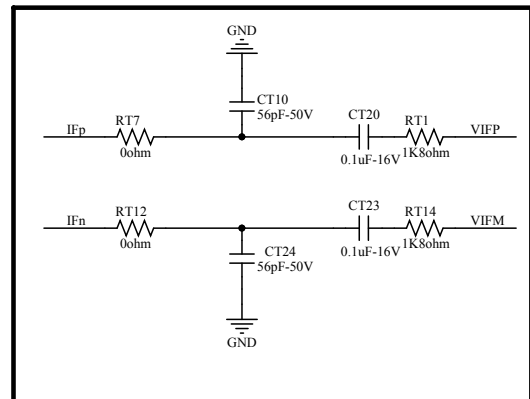 GND
CT10
56pF-50V
RT7
CT20
RT1
IFp
VIFP
0ohm
0.1uF-16V
1K8ohm
RT12
CT23
RT14
IFn
VIFM
0ohm
CT24
0.1uF-16V
1K8ohm
56pF-50V
GND